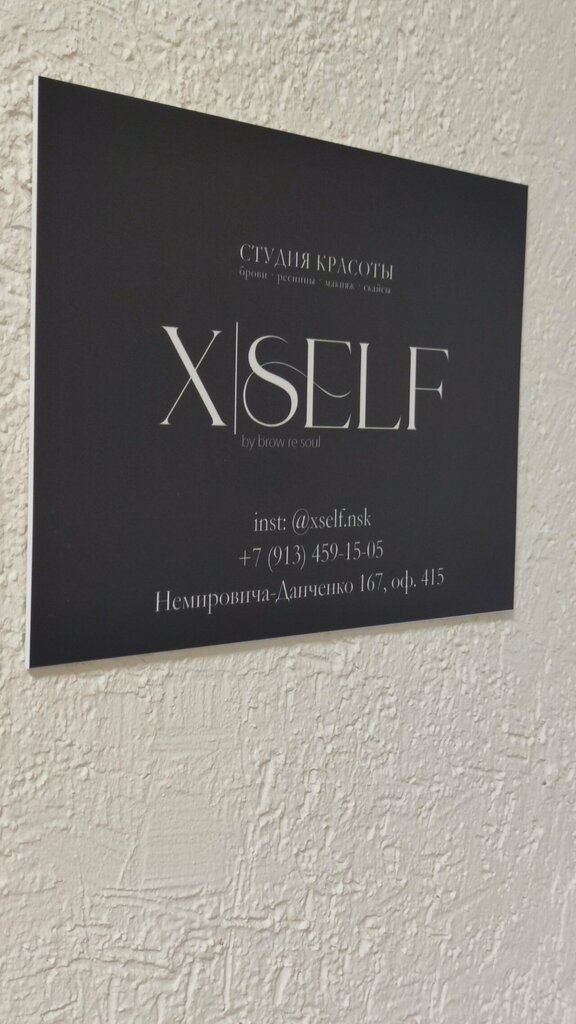 СТУДИЯ КРАСОТЫ
брови · ресницы · макияж · скайсы
X|SELF
by brow re soul
inst: @xself.nsk
+7 (913) 459-15-05
Немировича-Данченко 167, оф. 415